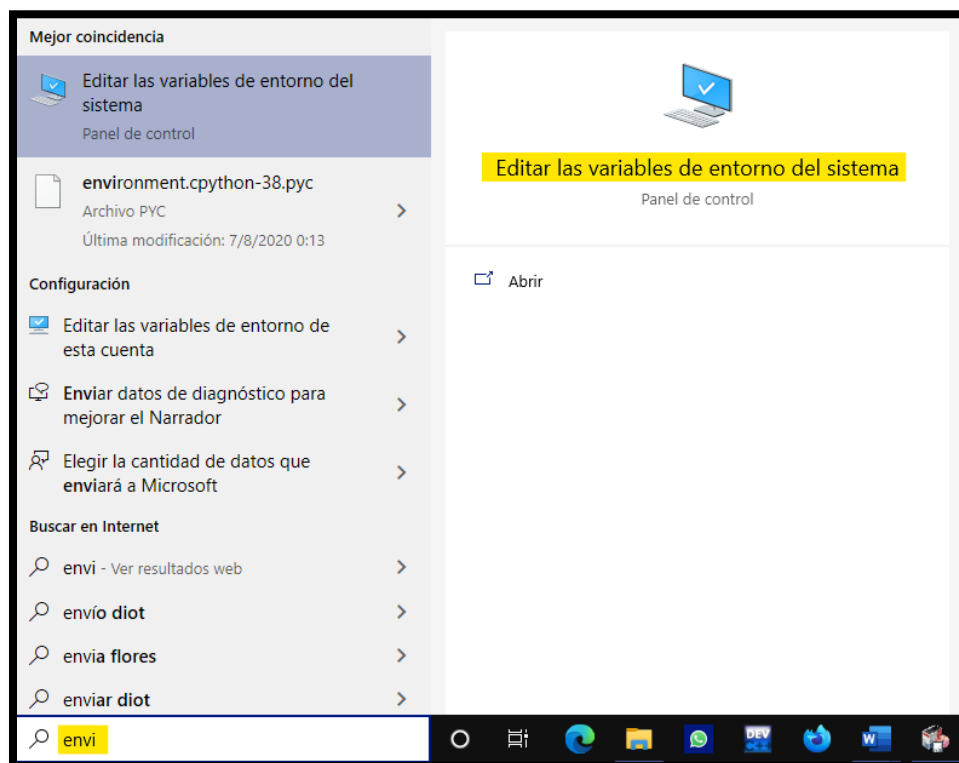 Mejor coincidencia
Editar las variables de entorno del
sistema
Panel de control
environment.cpython-38.pyc
Archivo PYC
Última modificación: 7/8/2020 0:13
Configuración
Editar las variables de entorno de
esta cuenta
Enviar datos de diagnóstico para
mejorar el Narrador
Elegir la cantidad de datos que
enviará a Microsoft
Buscar en Internet
envi - Ver resultados web
envío diot
envia flores
enviar diot
envi
Editar las variables de entorno del sistema
Panel de control
Abrir
DEV
W